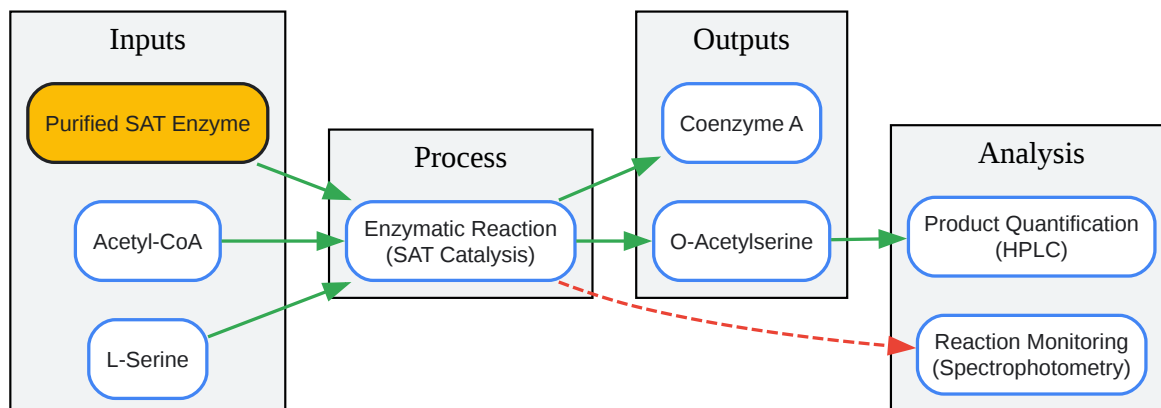 Inputs
Purified SAT Enzyme
Acetyl-CoA
L-Serine
Process
Enzymatic Reaction
(SAT Catalysis)
Outputs
Coenzyme A
O-Acetylserine
Analysis
Product Quantification
(HPLC)
Reaction Monitoring
(Spectrophotometry)